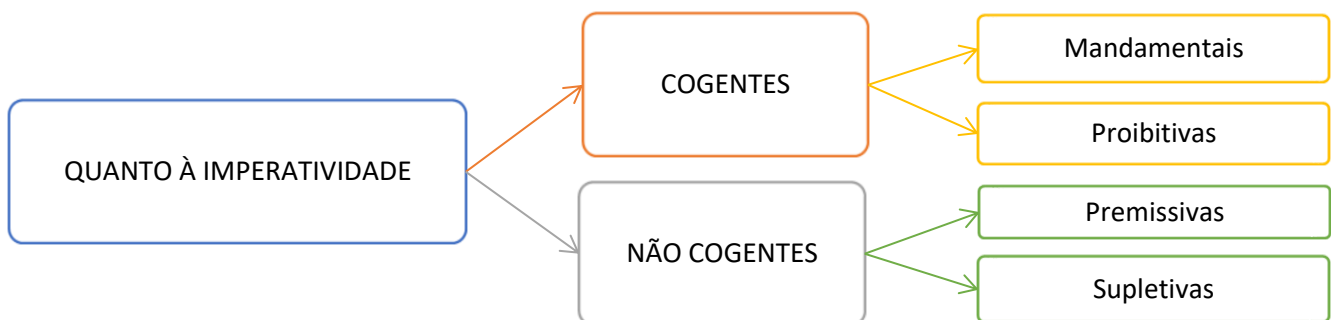 QUANTO À IMPERATIVIDADE
COGENTES
Mandamentais
Proibitivas
NÃO COGENTES
Premissivas
Supletivas